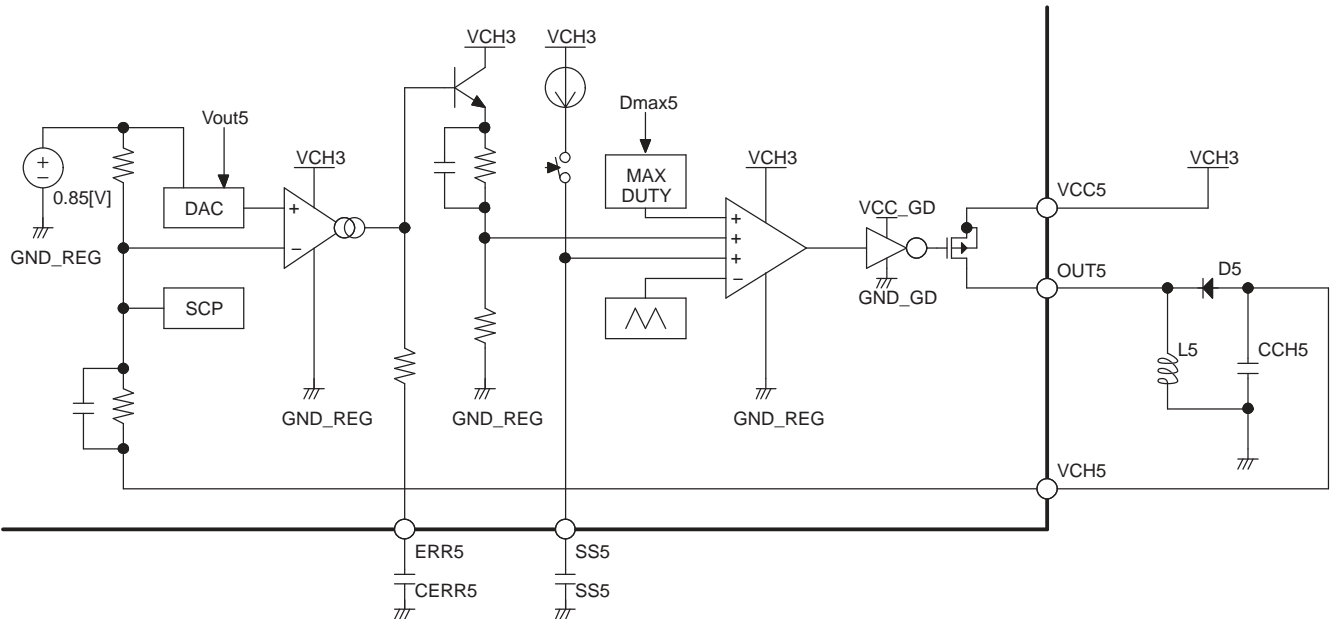 VCH3
VCH3
Vout5
Dmax5
VCH3
VCH3
VCH3
+
−
0.85[V]
DAC
+
−
MAX
DUTY
VCC5
VCC_GD
+
+
+
−
GND_REG
OUT5
D5
GND_GD
SCP
L5
CCH5
GND_REG
GND_REG
GND_REG
VCH5
ERR5
SS5
CERR5
SS5